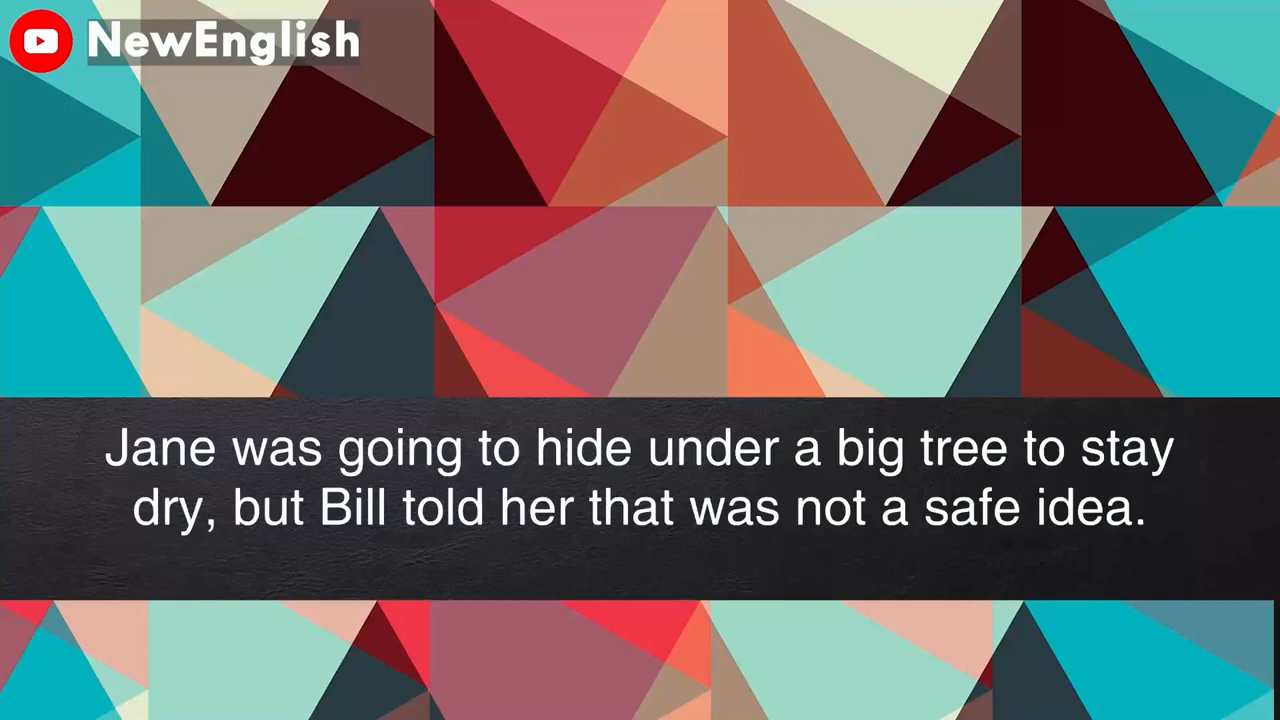 NewEnglish
Jane was going to hide under a big tree to stay
dry, but Bill told her that was not a safe idea.